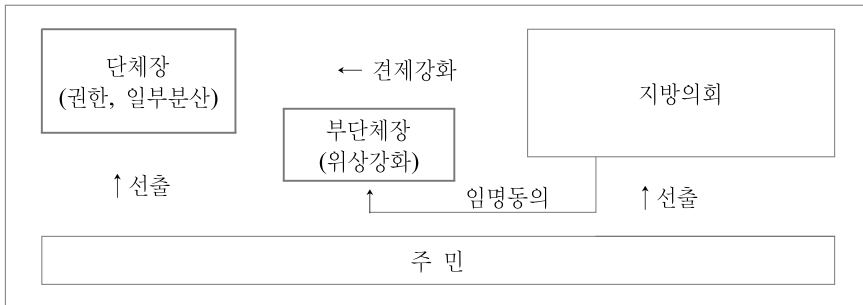 단체장
(권한, 일부분산)
← 견제강화
지방의회
부단체장
(위상강화)
↑선출
임명동의
↑선출
주 민